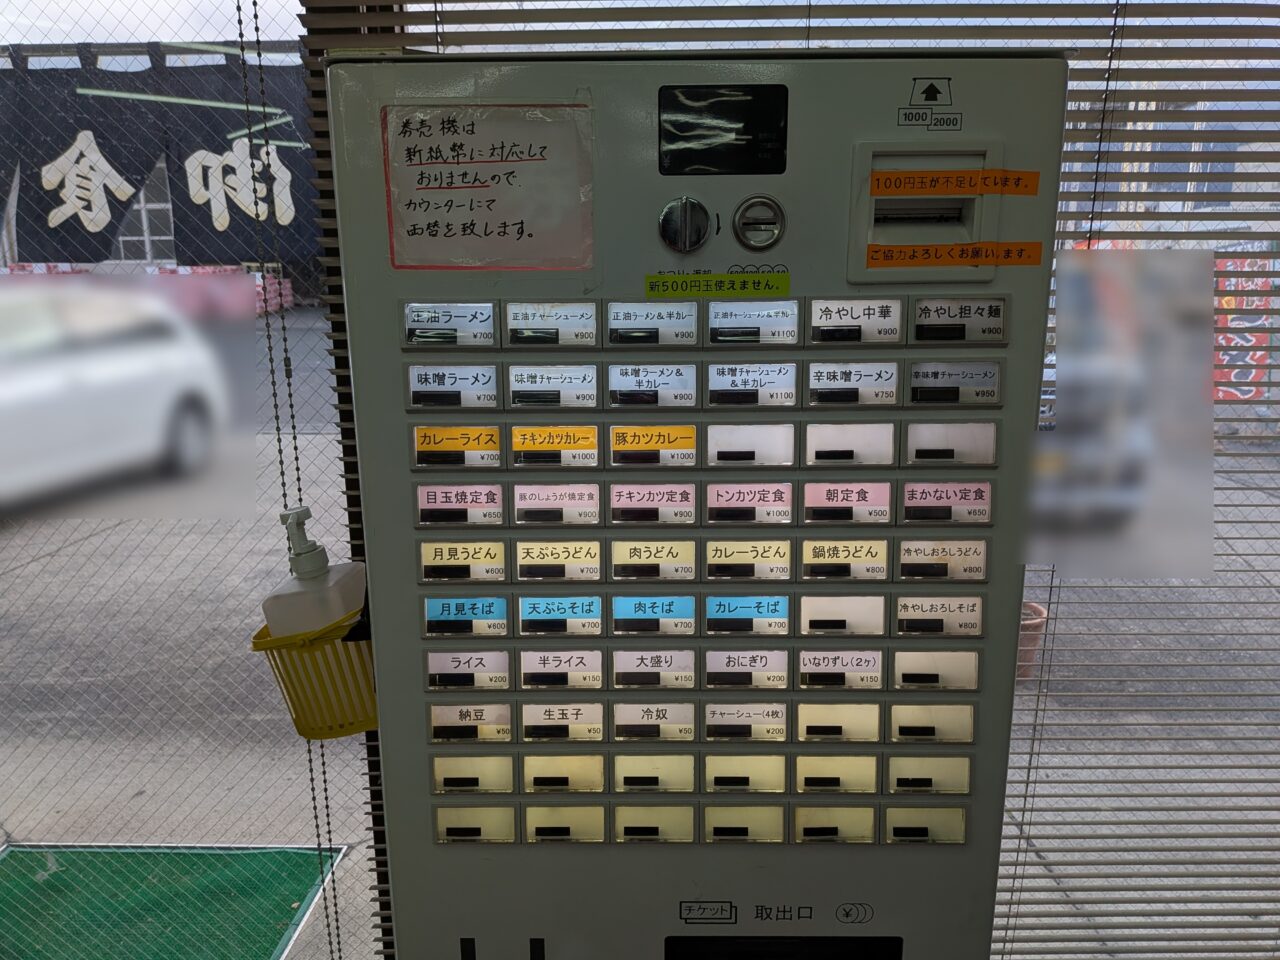 券売機は
新紙幣に対応して
おりませんので、
カウンターにて
両替を致します。
1000
2000
100円玉が不足しています。
ご協力よろしくお願います。
おつり・返却
新500円玉使えません。
正油ラーメン ¥700
正油チャーシューメン ¥900
正油ラーメン&半カレー ¥900
正油チャーシューメン&半カレー ¥1100
冷やし中華 ¥900
冷やし担々麺 ¥900
味噌ラーメン ¥700
味噌チャーシューメン ¥900
味噌ラーメン&
半カレー ¥900
味噌チャーシューメン
&半カレー ¥1100
辛味噌ラーメン ¥750
辛味噌チャーシューメン ¥950
カレーライス ¥700
チキンカツカレー ¥1000
豚カツカレー ¥1000
目玉焼定食 ¥650
豚のしょうが焼定食 ¥900
チキンカツ定食 ¥900
トンカツ定食 ¥1000
朝定食 ¥500
まかない定食 ¥650
月見うどん ¥600
天ぷらうどん ¥700
肉うどん ¥700
カレーうどん ¥700
鍋焼うどん ¥800
冷やしおろしうどん ¥800
月見そば ¥600
天ぷらそば ¥700
肉そば ¥700
カレーそば ¥700
冷やしおろしそば ¥800
ライス ¥200
半ライス ¥150
大盛り ¥150
おにぎり ¥200
いなりずし(2ヶ) ¥150
納豆 ¥50
生玉子 ¥50
冷奴 ¥50
チャーシュー(4枚) ¥200
チケット 取出口 ¥
御食